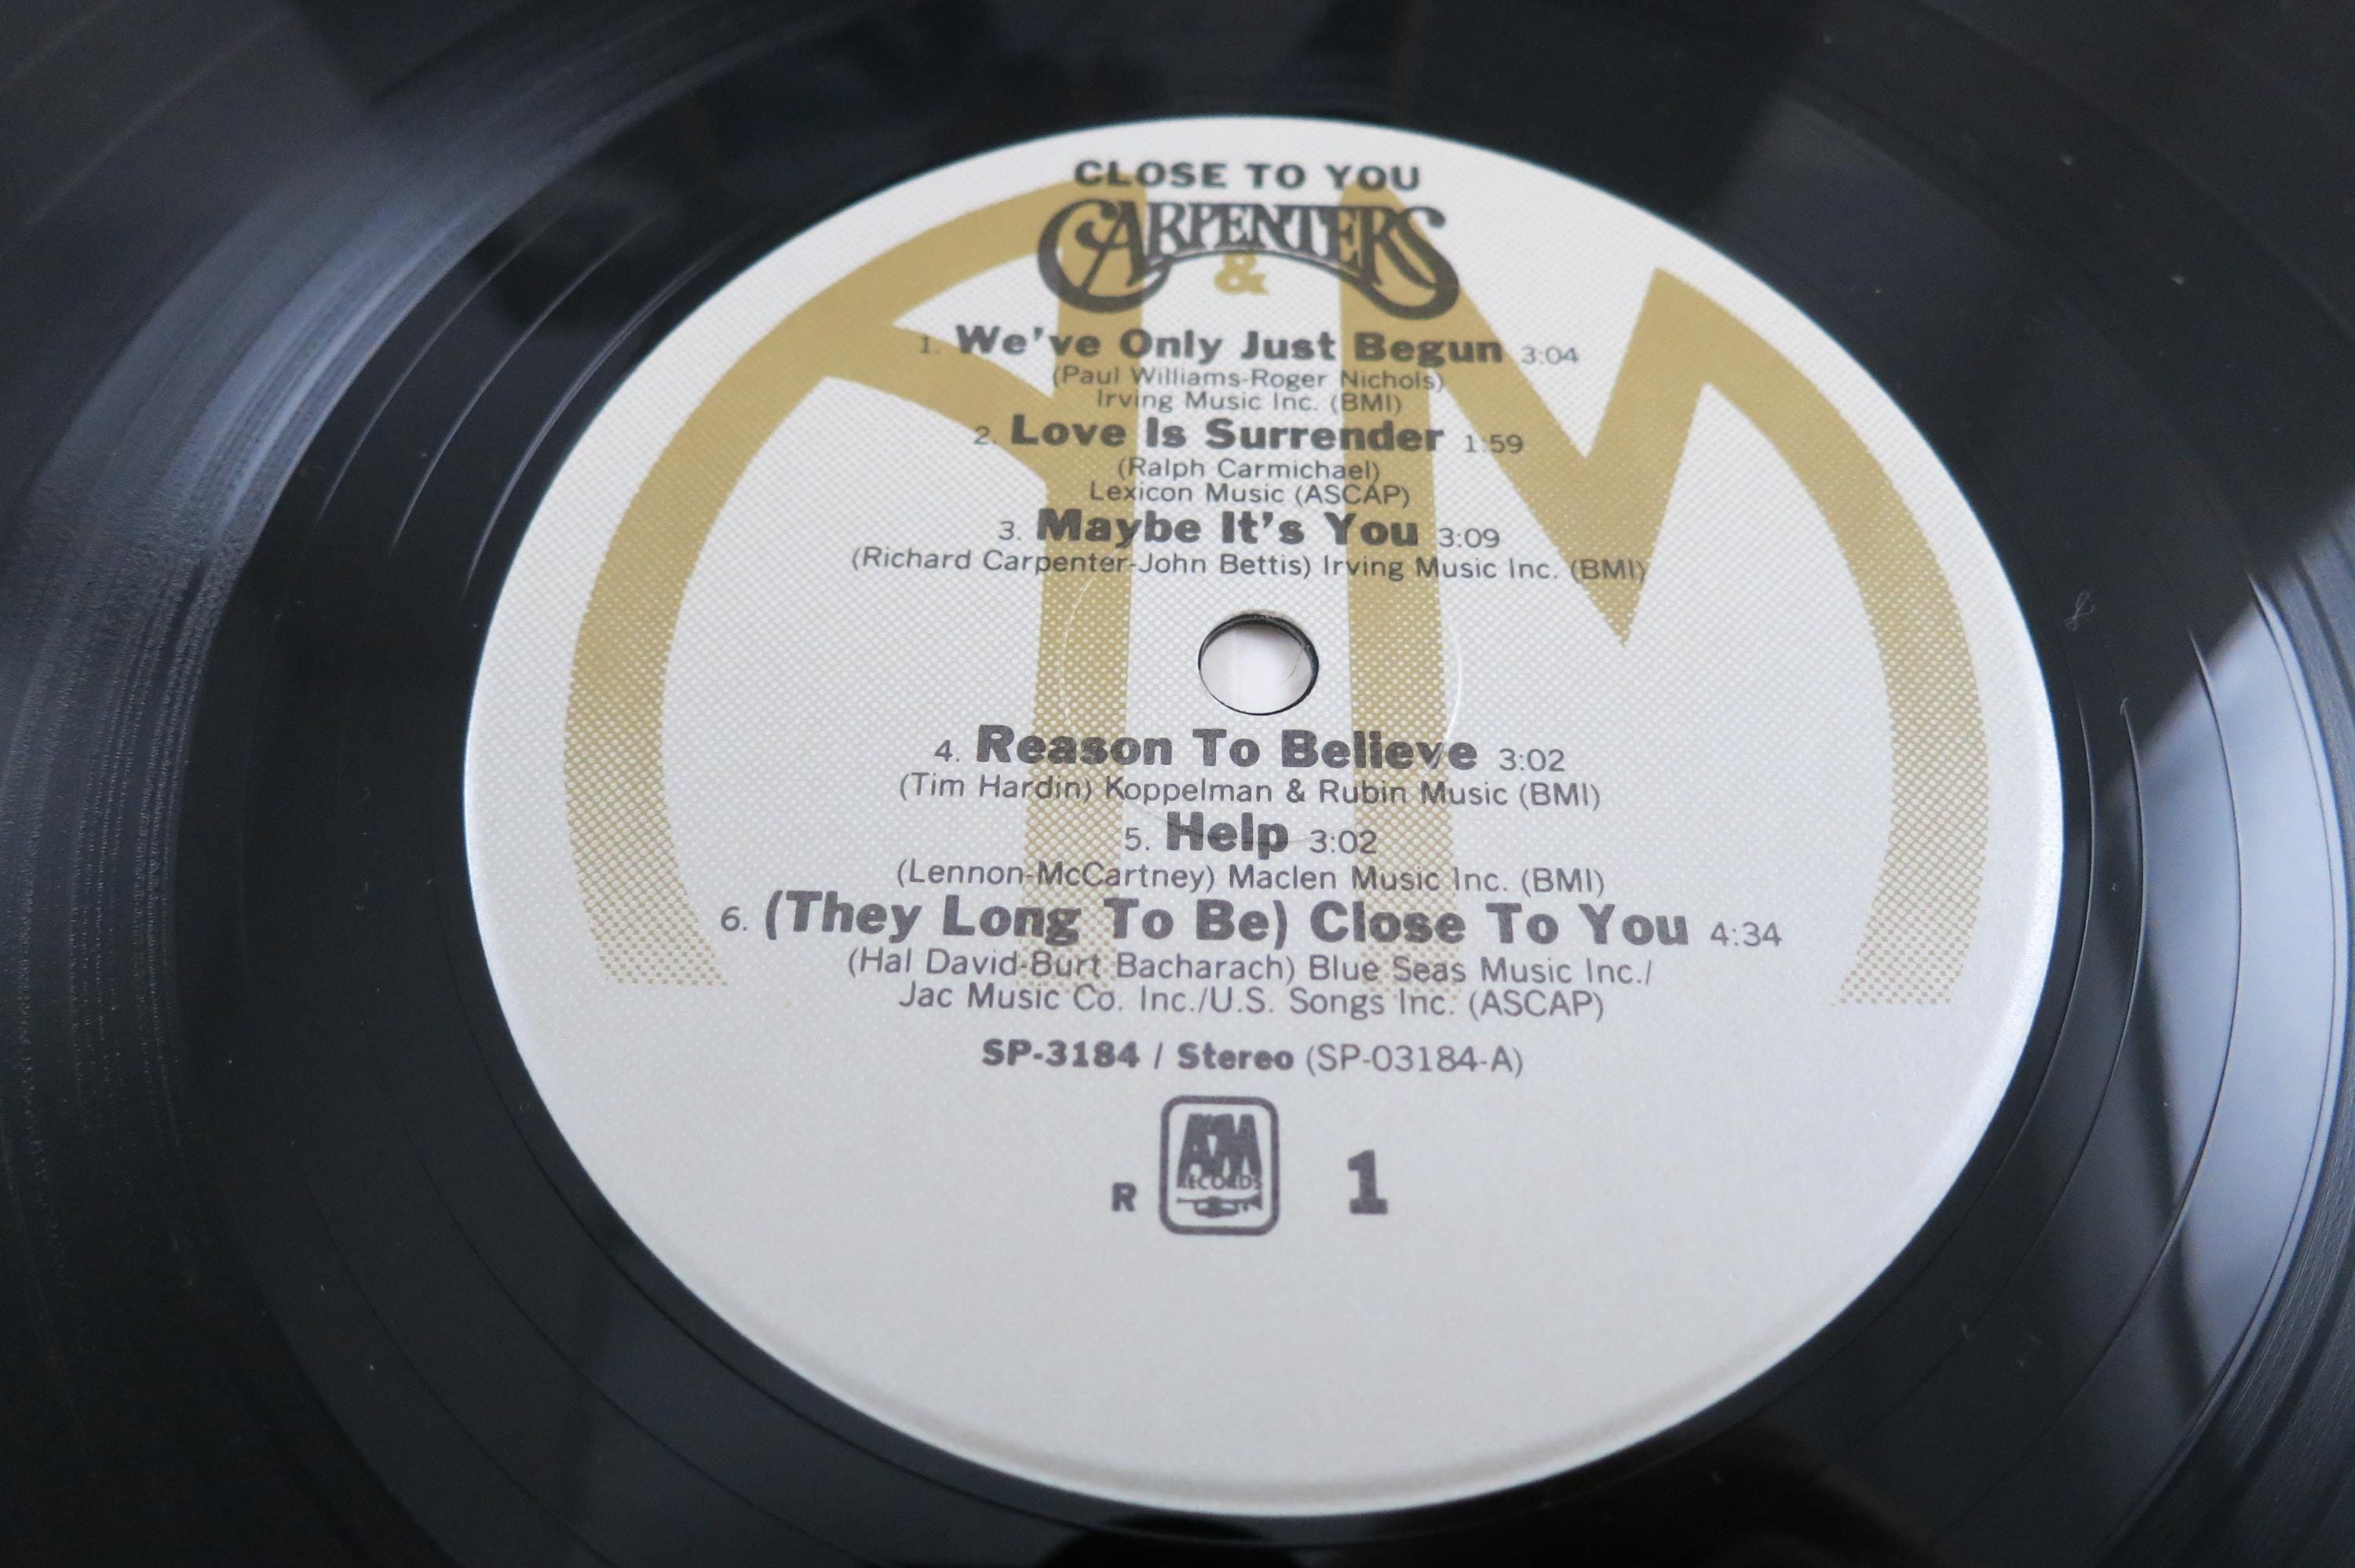 CLOSE TO YOU
CARPENTERS
&
1. We've Only Just Begun 3:04
(Paul Williams-Roger Nichols)
Irving Music Inc. (BMI)
2. Love Is Surrender 1:59
(Ralph Carmichael)
Lexicon Music (ASCAP)
3. Maybe It's You 3:09
(Richard Carpenter-John Bettis) Irving Music Inc. (BMI)
4. Reason To Believe 3:02
(Tim Hardin) Koppelman & Rubin Music (BMI)
5. Help 3:02
(Lennon-McCartney) Maclen Music Inc. (BMI)
6. (They Long To Be) Close To You 4:34
(Hal David-Burt Bacharach) Blue Seas Music Inc./
Jac Music Co. Inc./U.S. Songs Inc. (ASCAP)
SP-3184 / Stereo (SP-03184-A)
A&M
RECORDS
R 1